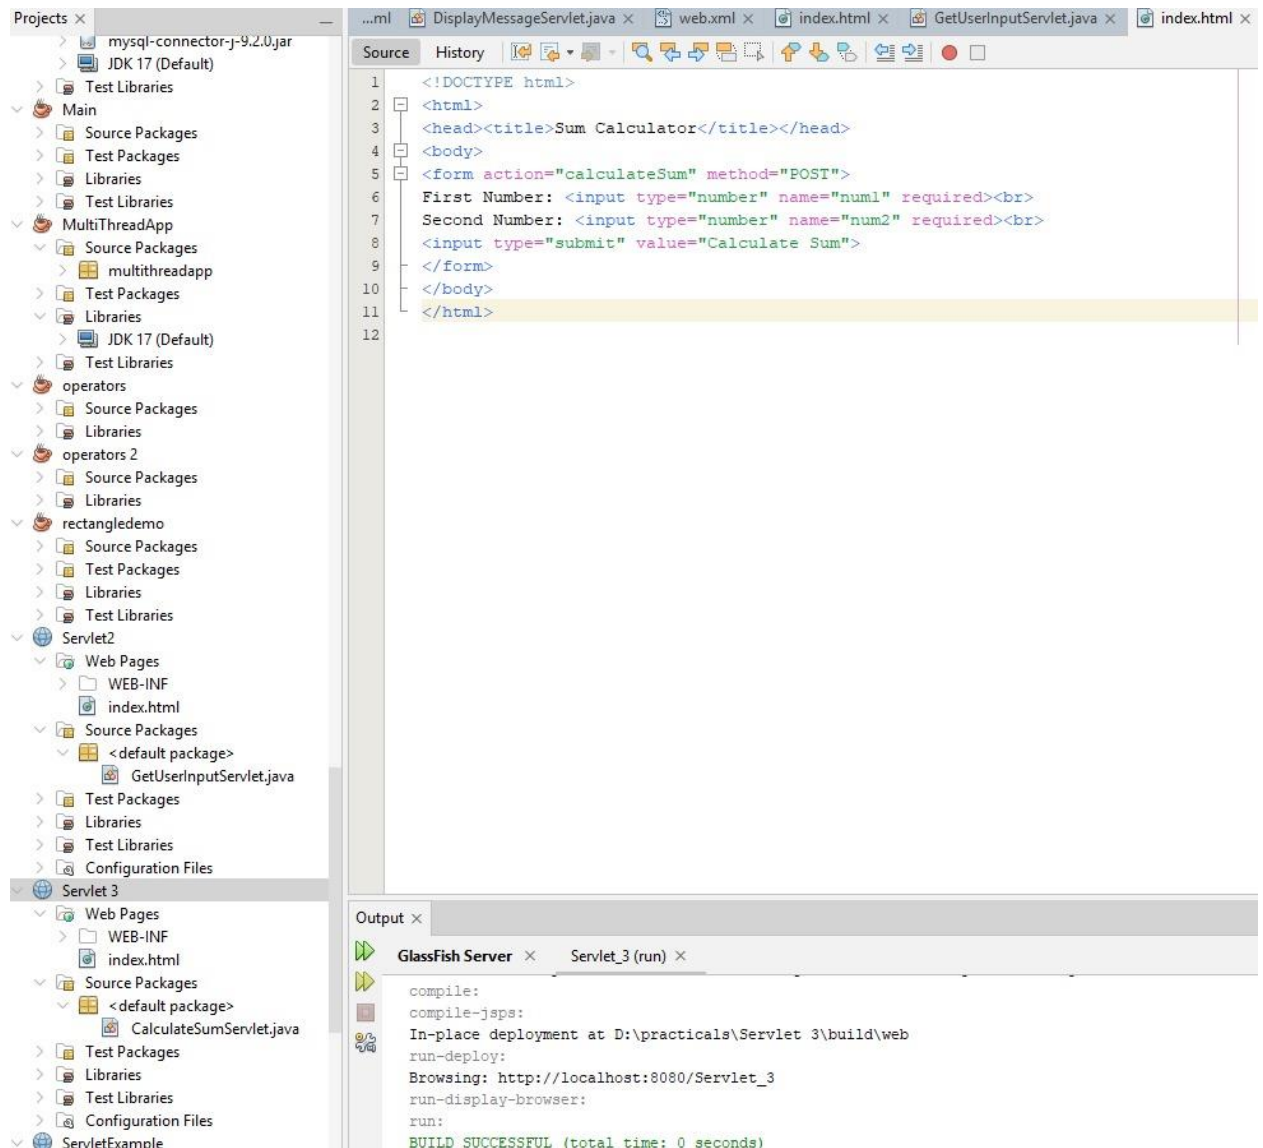 Projects
mysql-connector-j-9.2.0.jar
JDK 17 (Default)
Test Libraries
Main
Source Packages
Test Packages
Libraries
Test Libraries
MultiThreadApp
Source Packages
multithreadapp
Test Packages
Libraries
JDK 17 (Default)
Test Libraries
operators
Source Packages
Libraries
operators 2
Source Packages
Libraries
rectangledemo
Source Packages
Test Packages
Libraries
Test Libraries
Servlet2
Web Pages
WEB-INF
index.html
Source Packages
<default package>
GetUserInputServlet.java
Test Packages
Libraries
Test Libraries
Configuration Files
Servlet 3
Web Pages
WEB-INF
index.html
Source Packages
<default package>
CalculateSumServlet.java
Test Packages
Libraries
Test Libraries
Configuration Files
ServletExample
...ml DisplayMessageServlet.java web.xml index.html GetUserInputServlet.java index.html
Source History
1 <!DOCTYPE html>
2 <html>
3 <head><title>Sum Calculator</title></head>
4 <body>
5 <form action="calculateSum" method="POST">
6 First Number: <input type="number" name="num1" required><br>
7 Second Number: <input type="number" name="num2" required><br>
8 <input type="submit" value="Calculate Sum">
9 </form>
10 </body>
11 </html>
12
Output
GlassFish Server Servlet_3 (run)
compile:
compile-jsps:
In-place deployment at D:\practicals\Servlet 3\build\web
run-deploy:
Browsing: http://localhost:8080/Servlet_3
run-display-browser:
run:
BUILD SUCCESSFUL (total time: 0 seconds)